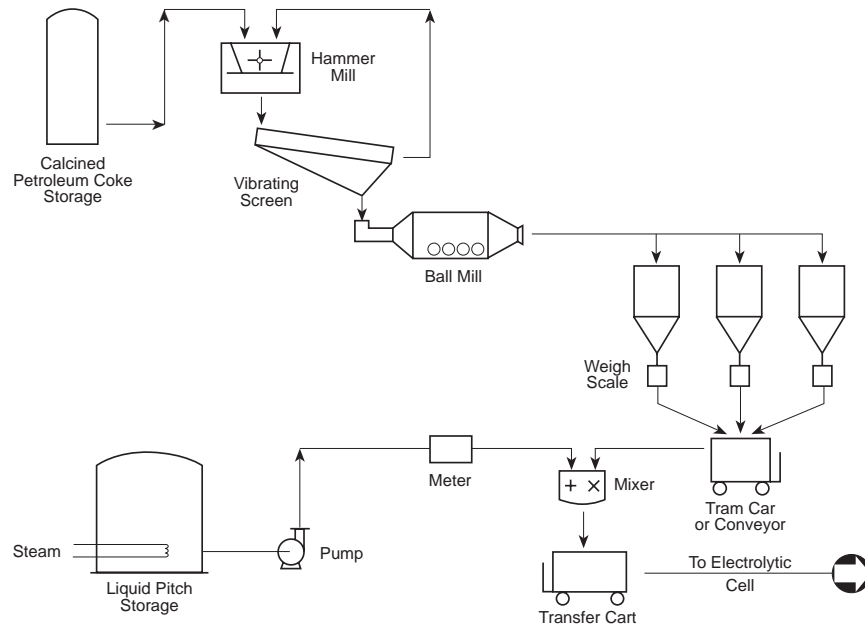 Hammer
Mill
Calcined
Petroleum Coke
Storage
Vibrating
Screen
Ball Mill
Weigh
Scale
Meter
Mixer
Tram Car
or Conveyor
Steam
Pump
Liquid Pitch
Storage
To Electrolytic
Cell
Transfer Cart